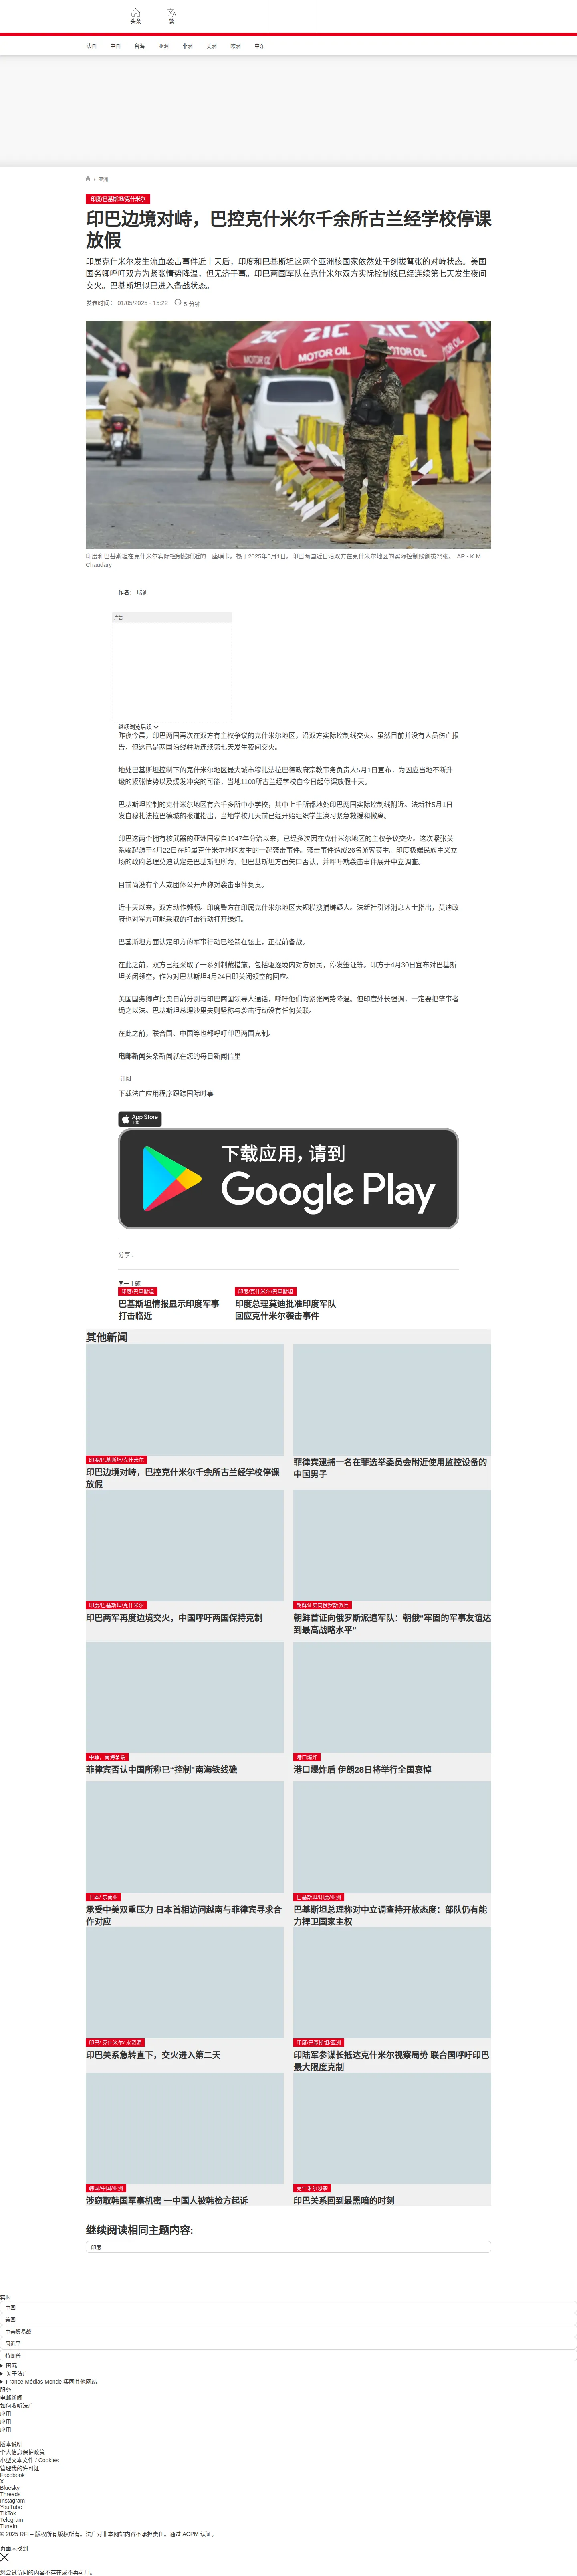 头条
繁
法国 中国 台海 亚洲 非洲 美洲 欧洲 中东
/ 亚洲
印度/巴基斯坦/克什米尔
印巴边境对峙，巴控克什米尔千余所古兰经学校停课
放假
印属克什米尔发生流血袭击事件近十天后，印度和巴基斯坦这两个亚洲核国家依然处于剑拔弩张的对峙状态。美国
国务卿呼吁双方为紧张情势降温，但无济于事。印巴两国军队在克什米尔双方实际控制线已经连续第七天发生夜间
交火。巴基斯坦似已进入备战状态。
发表时间： 01/05/2025 - 15:22 5 分钟
ZIC
MOTOR OIL
ZIC
MOTOR OIL
印度和巴基斯坦在克什米尔实际控制线附近的一座哨卡。摄于2025年5月1日。印巴两国近日沿双方在克什米尔地区的实际控制线剑拔弩张。 AP - K.M.
Chaudary
作者： 瑞迪
广告
继续浏览后续
昨夜今晨，印巴两国再次在双方有主权争议的克什米尔地区，沿双方实际控制线交火。虽然目前并没有人员伤亡报
告，但这已是两国沿线驻防连续第七天发生夜间交火。
地处巴基斯坦控制下的克什米尔地区最大城市穆扎法拉巴德政府宗教事务负责人5月1日宣布，为因应当地不断升
级的紧张情势以及爆发冲突的可能，当地1100所古兰经学校自今日起停课放假十天。
巴基斯坦控制的克什米尔地区有六千多所中小学校，其中上千所都地处印巴两国实际控制线附近。法新社5月1日
发自穆扎法拉巴德城的报道指出，当地学校几天前已经开始组织学生演习紧急救援和撤离。
印巴这两个拥有核武器的亚洲国家自1947年分治以来，已经多次因在克什米尔地区的主权争议交火。这次紧张关
系骤起源于4月22日在印属克什米尔地区发生的一起袭击事件。袭击事件造成26名游客丧生。印度极端民族主义立
场的政府总理莫迪认定是巴基斯坦所为，但巴基斯坦方面矢口否认，并呼吁就袭击事件展开中立调查。
目前尚没有个人或团体公开声称对袭击事件负责。
近十天以来，双方动作频频。印度警方在印属克什米尔地区大规模搜捕嫌疑人。法新社引述消息人士指出，莫迪政
府也对军方可能采取的打击行动打开绿灯。
巴基斯坦方面认定印方的军事行动已经箭在弦上，正提前备战。
在此之前，双方已经采取了一系列制裁措施，包括驱逐境内对方侨民，停发签证等。印方于4月30日宣布对巴基斯
坦关闭领空，作为对巴基斯坦4月24日即关闭领空的回应。
美国国务卿卢比奥日前分别与印巴两国领导人通话，呼吁他们为紧张局势降温。但印度外长强调，一定要把肇事者
绳之以法。巴基斯坦总理沙里夫则坚称与袭击行动没有任何关联。
在此之前，联合国、中国等也都呼吁印巴两国克制。
电邮新闻头条新闻就在您的每日新闻信里
订阅
下载法广应用程序跟踪国际时事
App Store
下载
下载应用，请到
Google Play
分享 :
同一主题
印度/巴基斯坦
巴基斯坦情报显示印度军事
打击临近
印度/克什米尔/巴基斯坦
印度总理莫迪批准印度军队
回应克什米尔袭击事件
其他新闻
印度/巴基斯坦/克什米尔
印巴边境对峙，巴控克什米尔千余所古兰经学校停课
放假
菲律宾逮捕一名在菲选举委员会附近使用监控设备的
中国男子
印度/巴基斯坦/克什米尔
印巴两军再度边境交火，中国呼吁两国保持克制
朝鲜证实向俄罗斯派兵
朝鲜首证向俄罗斯派遣军队：朝俄“牢固的军事友谊达
到最高战略水平”
中菲，南海争端
菲律宾否认中国所称已“控制”南海铁线礁
港口爆炸
港口爆炸后 伊朗28日将举行全国哀悼
日本/ 东南亚
承受中美双重压力 日本首相访问越南与菲律宾寻求合
作对应
巴基斯坦/印度/亚洲
巴基斯坦总理称对中立调查持开放态度：部队仍有能
力捍卫国家主权
印巴/ 克什米尔/ 水资源
印巴关系急转直下，交火进入第二天
印度/巴基斯坦/亚洲
印陆军参谋长抵达克什米尔视察局势 联合国呼吁印巴
最大限度克制
韩国/中国/亚洲
涉窃取韩国军事机密 一中国人被韩检方起诉
克什米尔恐袭
印巴关系回到最黑暗的时刻
继续阅读相同主题内容:
印度
实时
中国
美国
中美贸易战
习近平
特朗普
国际
关于法广
France Médias Monde 集团其他网站
服务
电邮新闻
如何收听法广
应用
应用
应用
版本说明
个人信息保护政策
小型文本文件 / Cookies
管理我的许可证
Facebook
X
Bluesky
Threads
Instagram
YouTube
TikTok
Telegram
TuneIn
© 2025 RFI – 版权所有版权所有。法广对非本网站内容不承担责任。通过 ACPM 认证。
页面未找到
您尝试访问的内容不存在或不再可用。